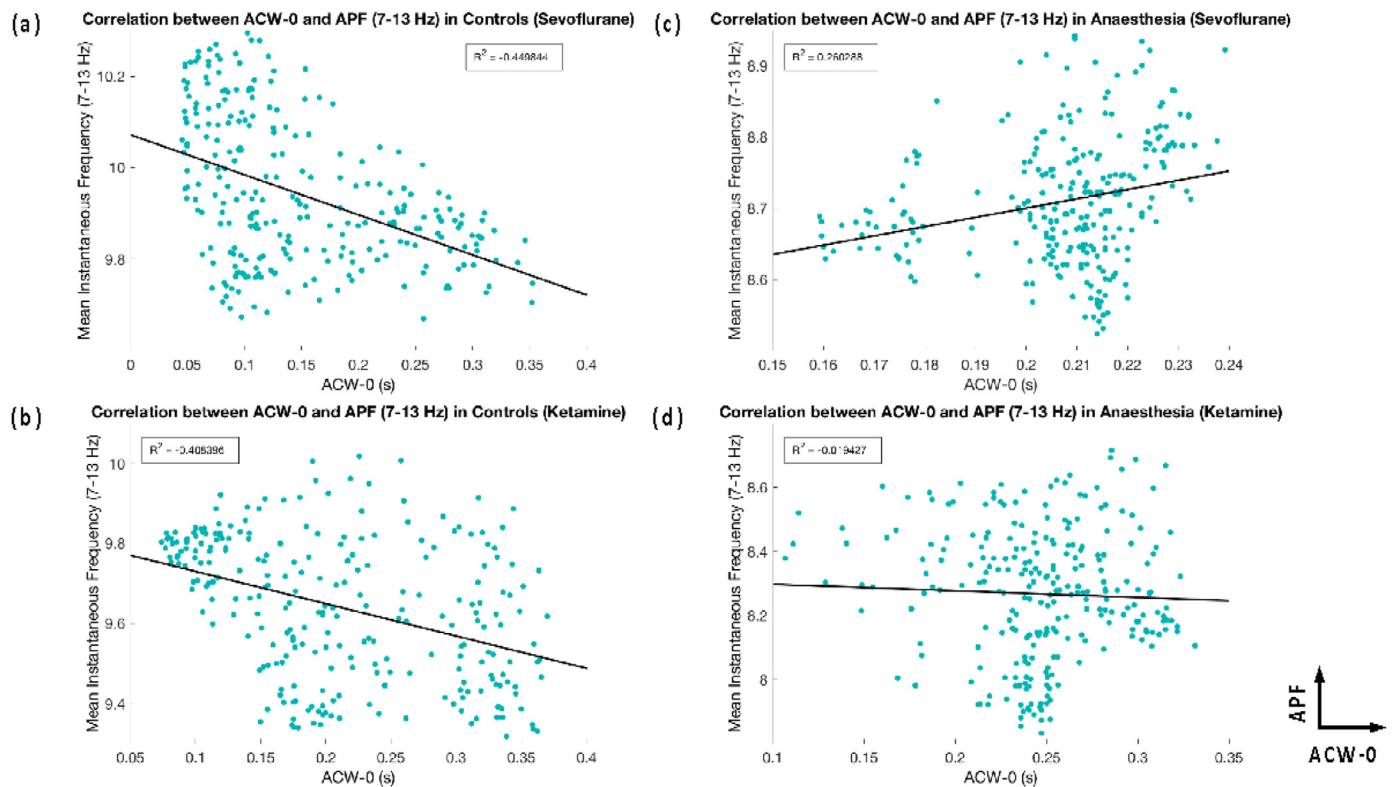 (a)
Correlation between ACW-0 and APF (7-13 Hz) in Controls (Sevoflurane)
R² = -0.449844
Mean Instantaneous Frequency (7-13 Hz)
10.2
10
9.8
0
0.05
0.1
0.15
0.2
0.25
0.3
0.35
0.4
ACW-0 (s)
(c)
Correlation between ACW-0 and APF (7-13 Hz) in Anaesthesia (Sevoflurane)
R² = 0.260288
Mean Instantaneous Frequency (7-13 Hz)
8.9
8.8
8.7
8.6
0.15
0.16
0.17
0.18
0.19
0.2
0.21
0.22
0.23
0.24
ACW-0 (s)
(b)
Correlation between ACW-0 and APF (7-13 Hz) in Controls (Ketamine)
R² = -0.408396
Mean Instantaneous Frequency (7-13 Hz)
10
9.8
9.6
9.4
0.05
0.1
0.15
0.2
0.25
0.3
0.35
0.4
ACW-0 (s)
(d)
Correlation between ACW-0 and APF (7-13 Hz) in Anaesthesia (Ketamine)
R² = -0.019427
Mean Instantaneous Frequency (7-13 Hz)
8.6
8.4
8.2
8
0.1
0.15
0.2
0.25
0.3
0.35
ACW-0 (s)
APF
ACW-0